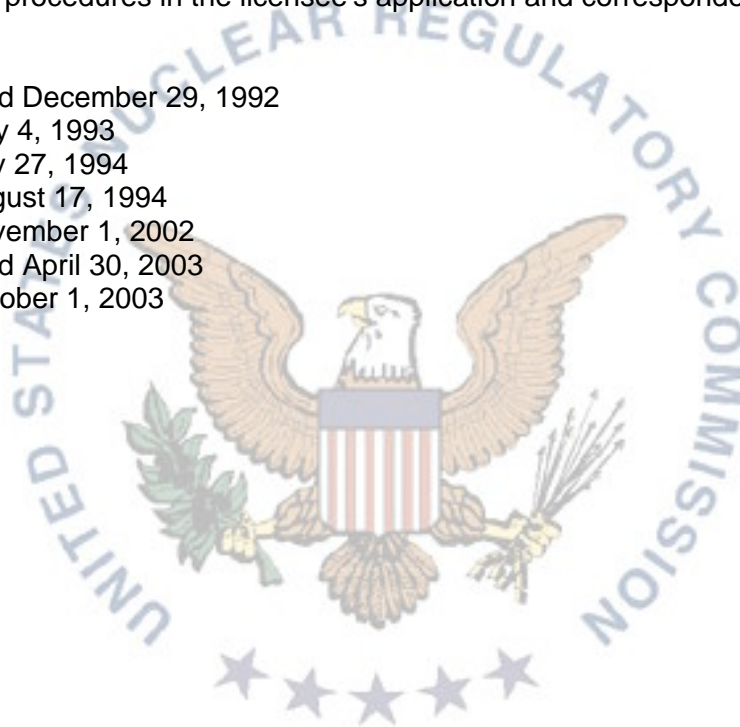 procedures in the licensee's application and
d December 29, 1992
y 4, 1993
y 27, 1994
gust 17, 1994
vember 1, 2002
d April 30, 2003
ober 1, 2003
UNITED STATES NUCLEAR REGULATORY COMMISSION